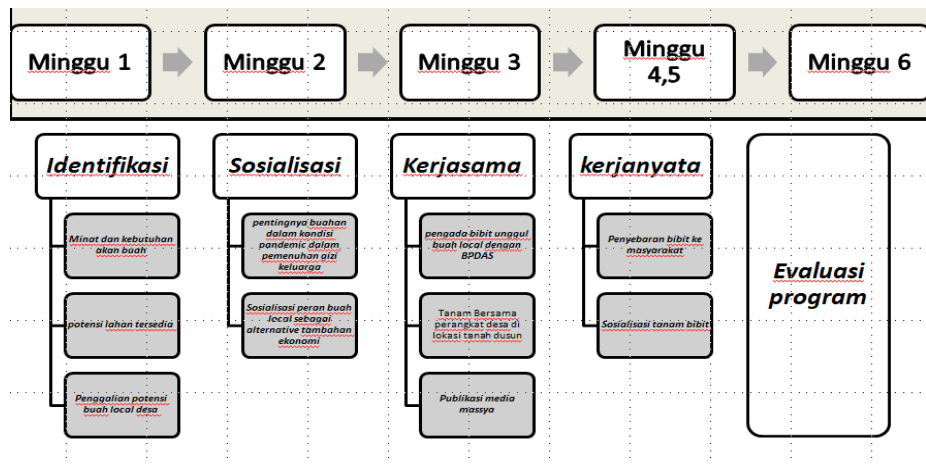 Minggu 1
Minggu 2
Minggu 3
Minggu
4,5
Minggu 6
Identifikasi
Minat dan kebutuhan
akan buah
potensi lahan tersedia
Penggalian potensi
buah local desa
Sosialisasi
pentingnya buahan
dalam kondisi
pandemic dalam
pemenuhan gizi
keluarga
Sosialisasi peran buah
local sebagai
alternative tambahan
ekonomi
Kerjasama
pengada bibit unggul
buah local dengan
BPDAS
Tanam Bersama
perangkat desa di
lokasi tanah dusun
Publikasi media
massya
kerjanyata
Penyebaran bibit ke
masyarakat
Sosialisasi tanam bibit
Evaluasi
program